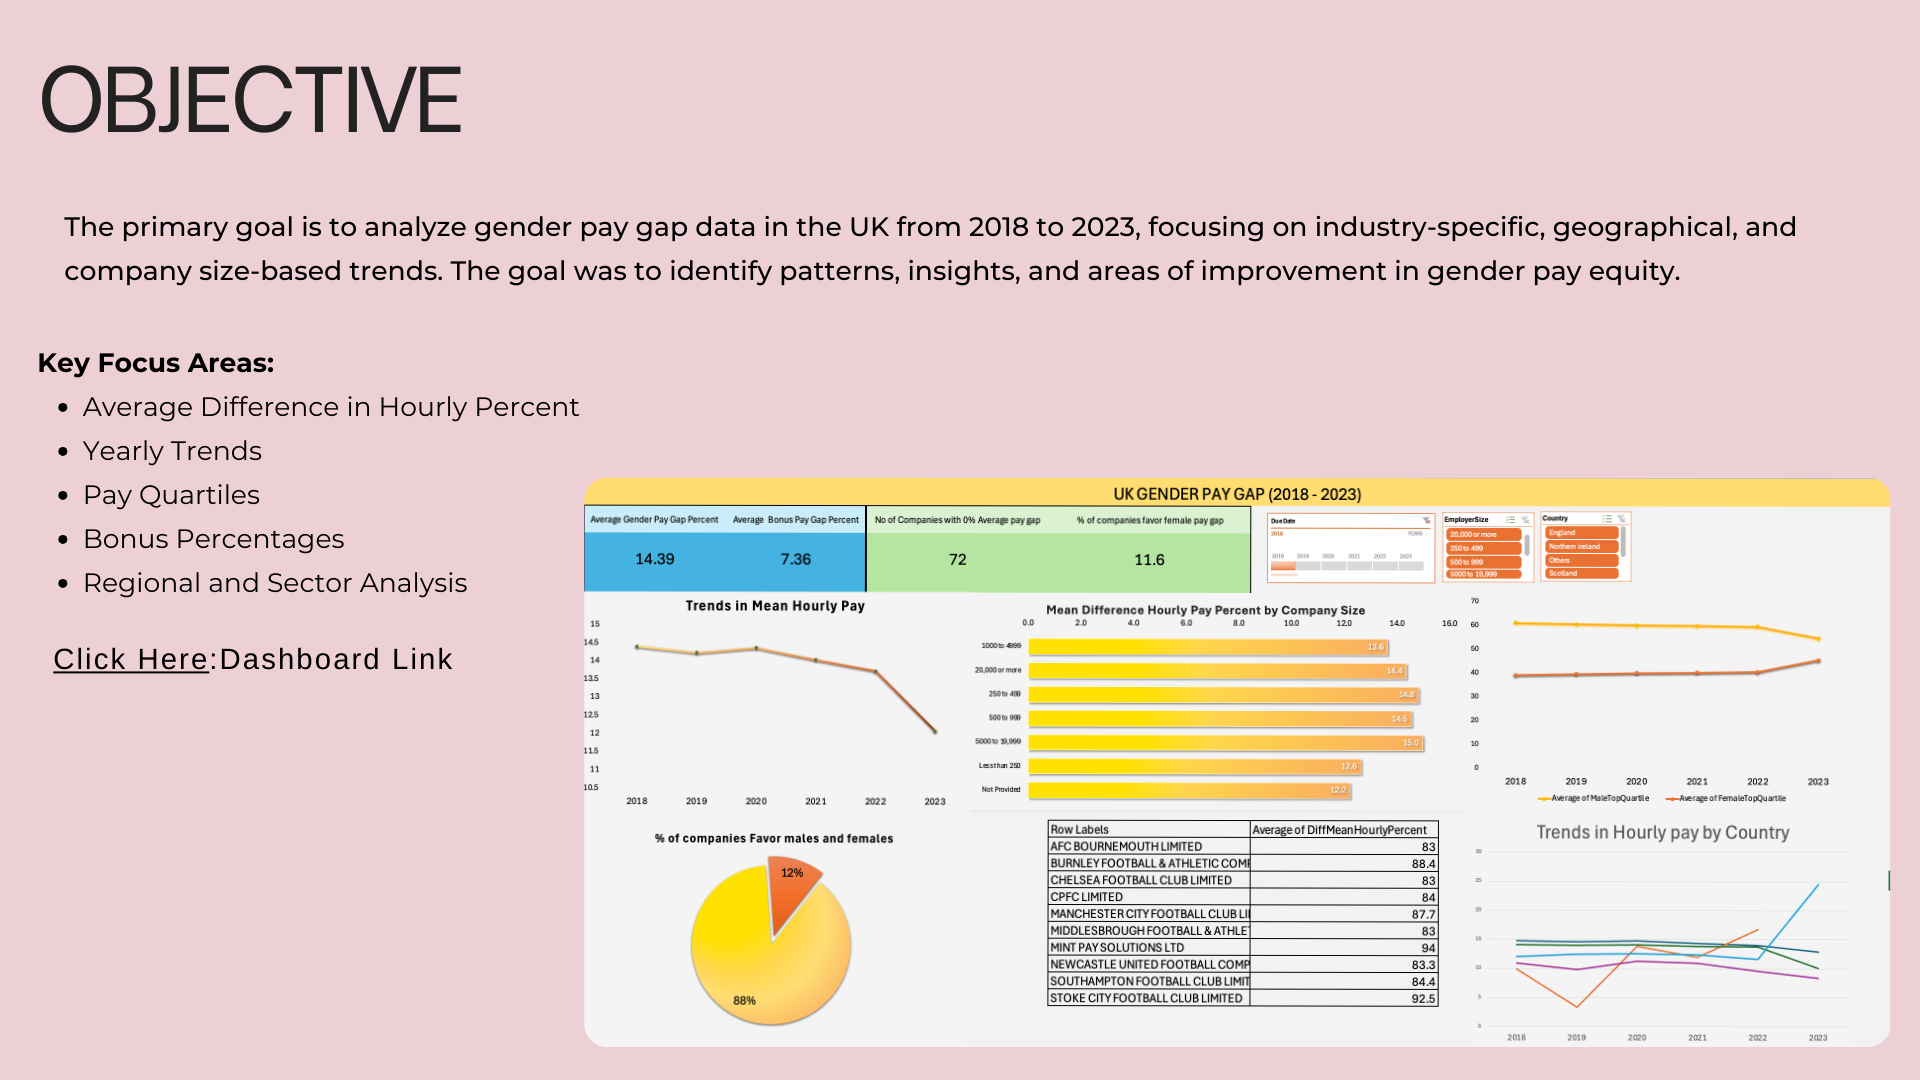 OBJECTIVE
The primary goal is to analyze gender pay gap data in the UK from 2018 to 2023, focusing on industry-specific, geographical, and
company size-based trends. The goal was to identify patterns, insights, and areas of improvement in gender pay equity.
Key Focus Areas:
• Average Difference in Hourly Percent
• Yearly Trends
• Pay Quartiles
• Bonus Percentages
• Regional and Sector Analysis
Click Here:Dashboard Link
UK GENDER PAY GAP (2018 - 2023)
Average Gender Pay Gap Percent
Average Bonus Pay Gap Percent
No of Companies with 0% Average pay gap
% of companies favor female pay gap
14.39
7.36
72
11.6
Due Date
2018
YEARS
2018 2019 2020 2021 2022 2023
EmployerSize
20,000 or more
250 to 499
500 to 999
5000 to 19,999
Country
England
Northern ireland
Others
Scotland
Trends in Mean Hourly Pay
15
14.5
14
13.5
13
12.5
12
11.5
11
10.5
2018 2019 2020 2021 2022 2023
Mean Difference Hourly Pay Percent by Company Size
0.0 2.0 4.0 6.0 8.0 10.0 12.0 14.0 16.0
1000 to 4999 13.6
20,000 or more 14.4
250 to 499 14.8
500 to 999 14.5
5000 to 19,999 15.0
Less than 250 12.6
Not Provided 12.2
70
60
50
40
30
20
10
0
2018 2019 2020 2021 2022 2023
Average of MaleTopQuartile Average of FemaleTopQuartile
% of companies Favor males and females
12%
88%
Row Labels Average of DiffMeanHourlyPercent
AFC BOURNEMOUTH LIMITED 83
BURNLEY FOOTBALL & ATHLETIC COMP 88.4
CHELSEA FOOTBALL CLUB LIMITED 83
CPFC LIMITED 84
MANCHESTER CITY FOOTBALL CLUB LI 87.7
MIDDLESBROUGH FOOTBALL & ATHLET 83
MINT PAY SOLUTIONS LTD 94
NEWCASTLE UNITED FOOTBALL COMP 83.3
SOUTHAMPTON FOOTBALL CLUB LIMIT 84.4
STOKE CITY FOOTBALL CLUB LIMITED 92.5
Trends in Hourly pay by Country
30
25
20
15
10
5
0
2018 2019 2020 2021 2022 2023